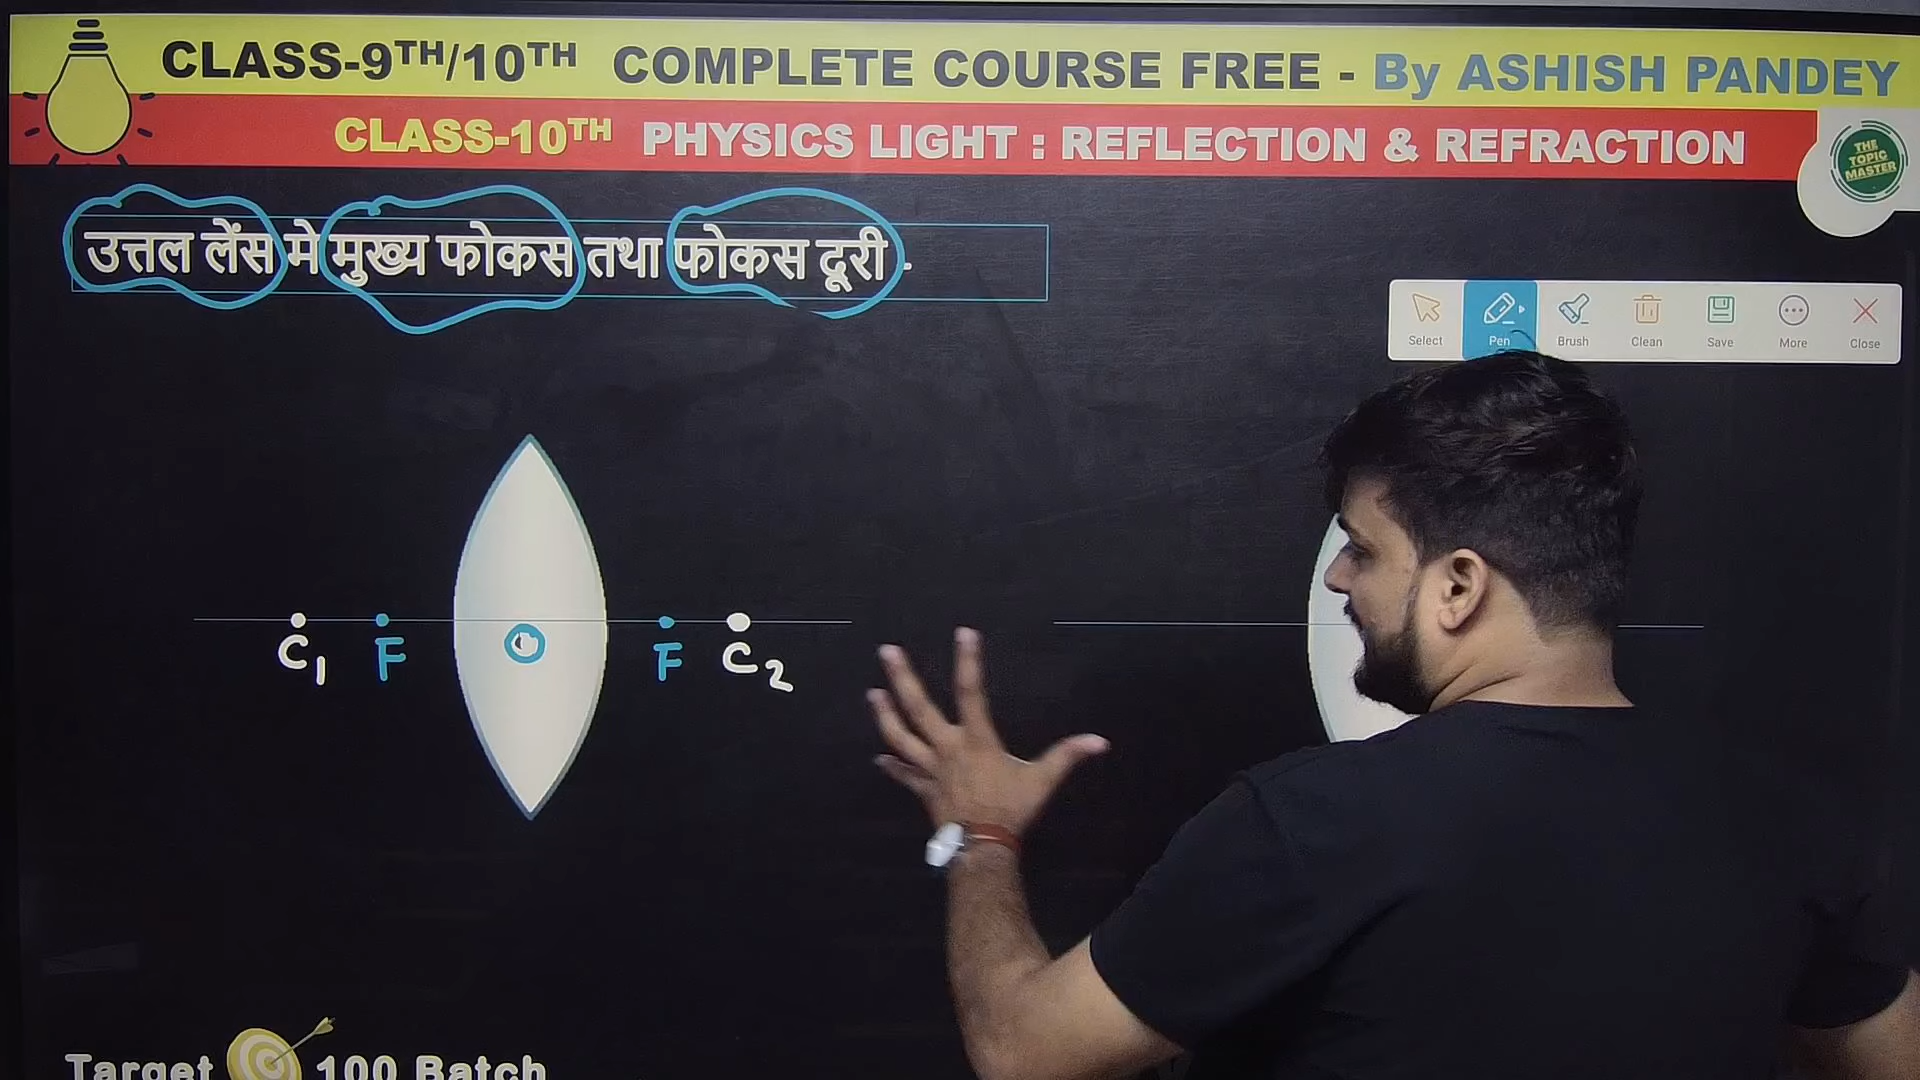 CLASS-9TH/10TH COMPLETE COURSE FREE - By ASHISH PANDEY
CLASS-10TH PHYSICS LIGHT : REFLECTION & REFRACTION
THE TOPIC MASTER
उत्तल लेंस मे मुख्य फोकस तथा फोकस दूरी -
Select Pen Brush Clean Save More Close
C1 F O F C2
Target 100 Batch